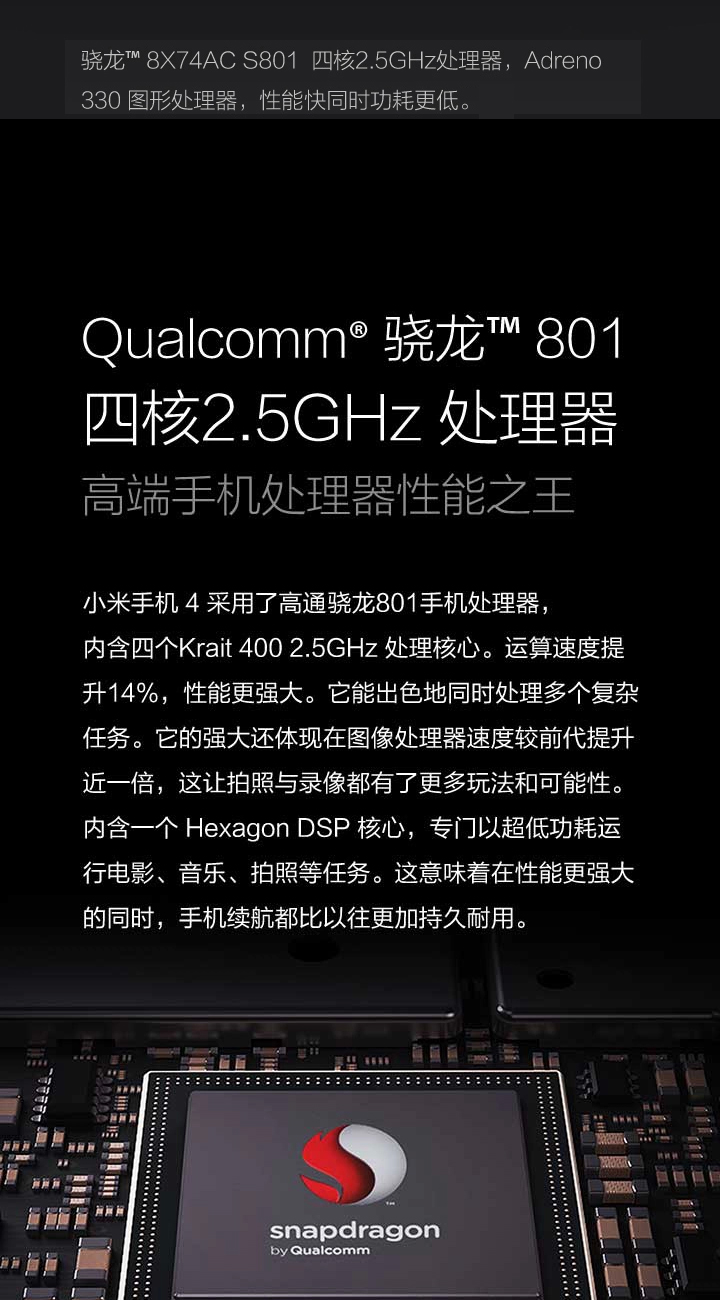 骁龙™ 8X74AC S801 四核2.5GHz处理器，Adreno
330 图形处理器，性能快同时功耗更低。
Qualcomm® 骁龙™ 801
四核2.5GHz 处理器
高端手机处理器性能之王
小米手机 4 采用了高通骁龙801手机处理器，
内含四个Krait 400 2.5GHz 处理核心。运算速度提
升14%，性能更强大。它能出色地同时处理多个复杂
任务。它的强大还体现在图像处理器速度较前代提升
近一倍，这让拍照与录像都有了更多玩法和可能性。
内含一个 Hexagon DSP 核心，专门以超低功耗运
行电影、音乐、拍照等任务。这意味着在性能更强大
的同时，手机续航都比以往更加持久耐用。
™
snapdragon
by Qualcomm